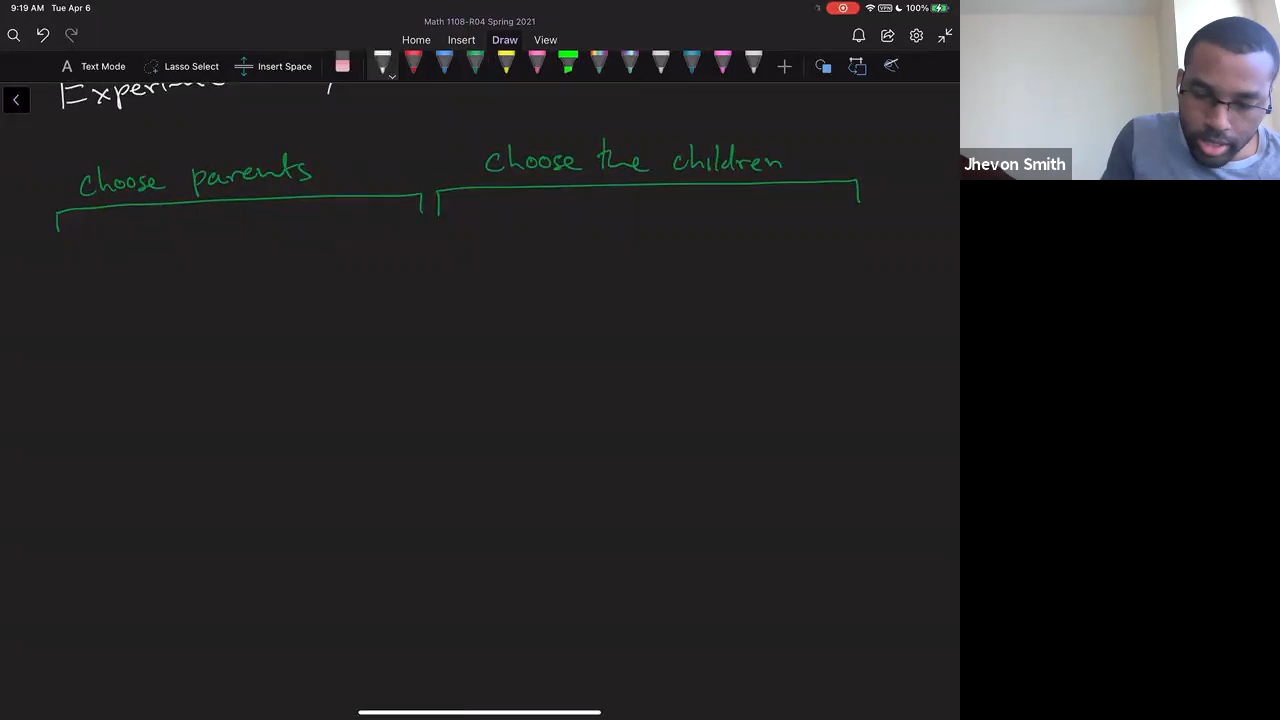 9:19 AM Tue Apr 6
100%
Math 1108-R04 Spring 2021
Home Insert Draw View
Text Mode Lasso Select Insert Space
VPN
choose parents
choose the children
Jhevon Smith